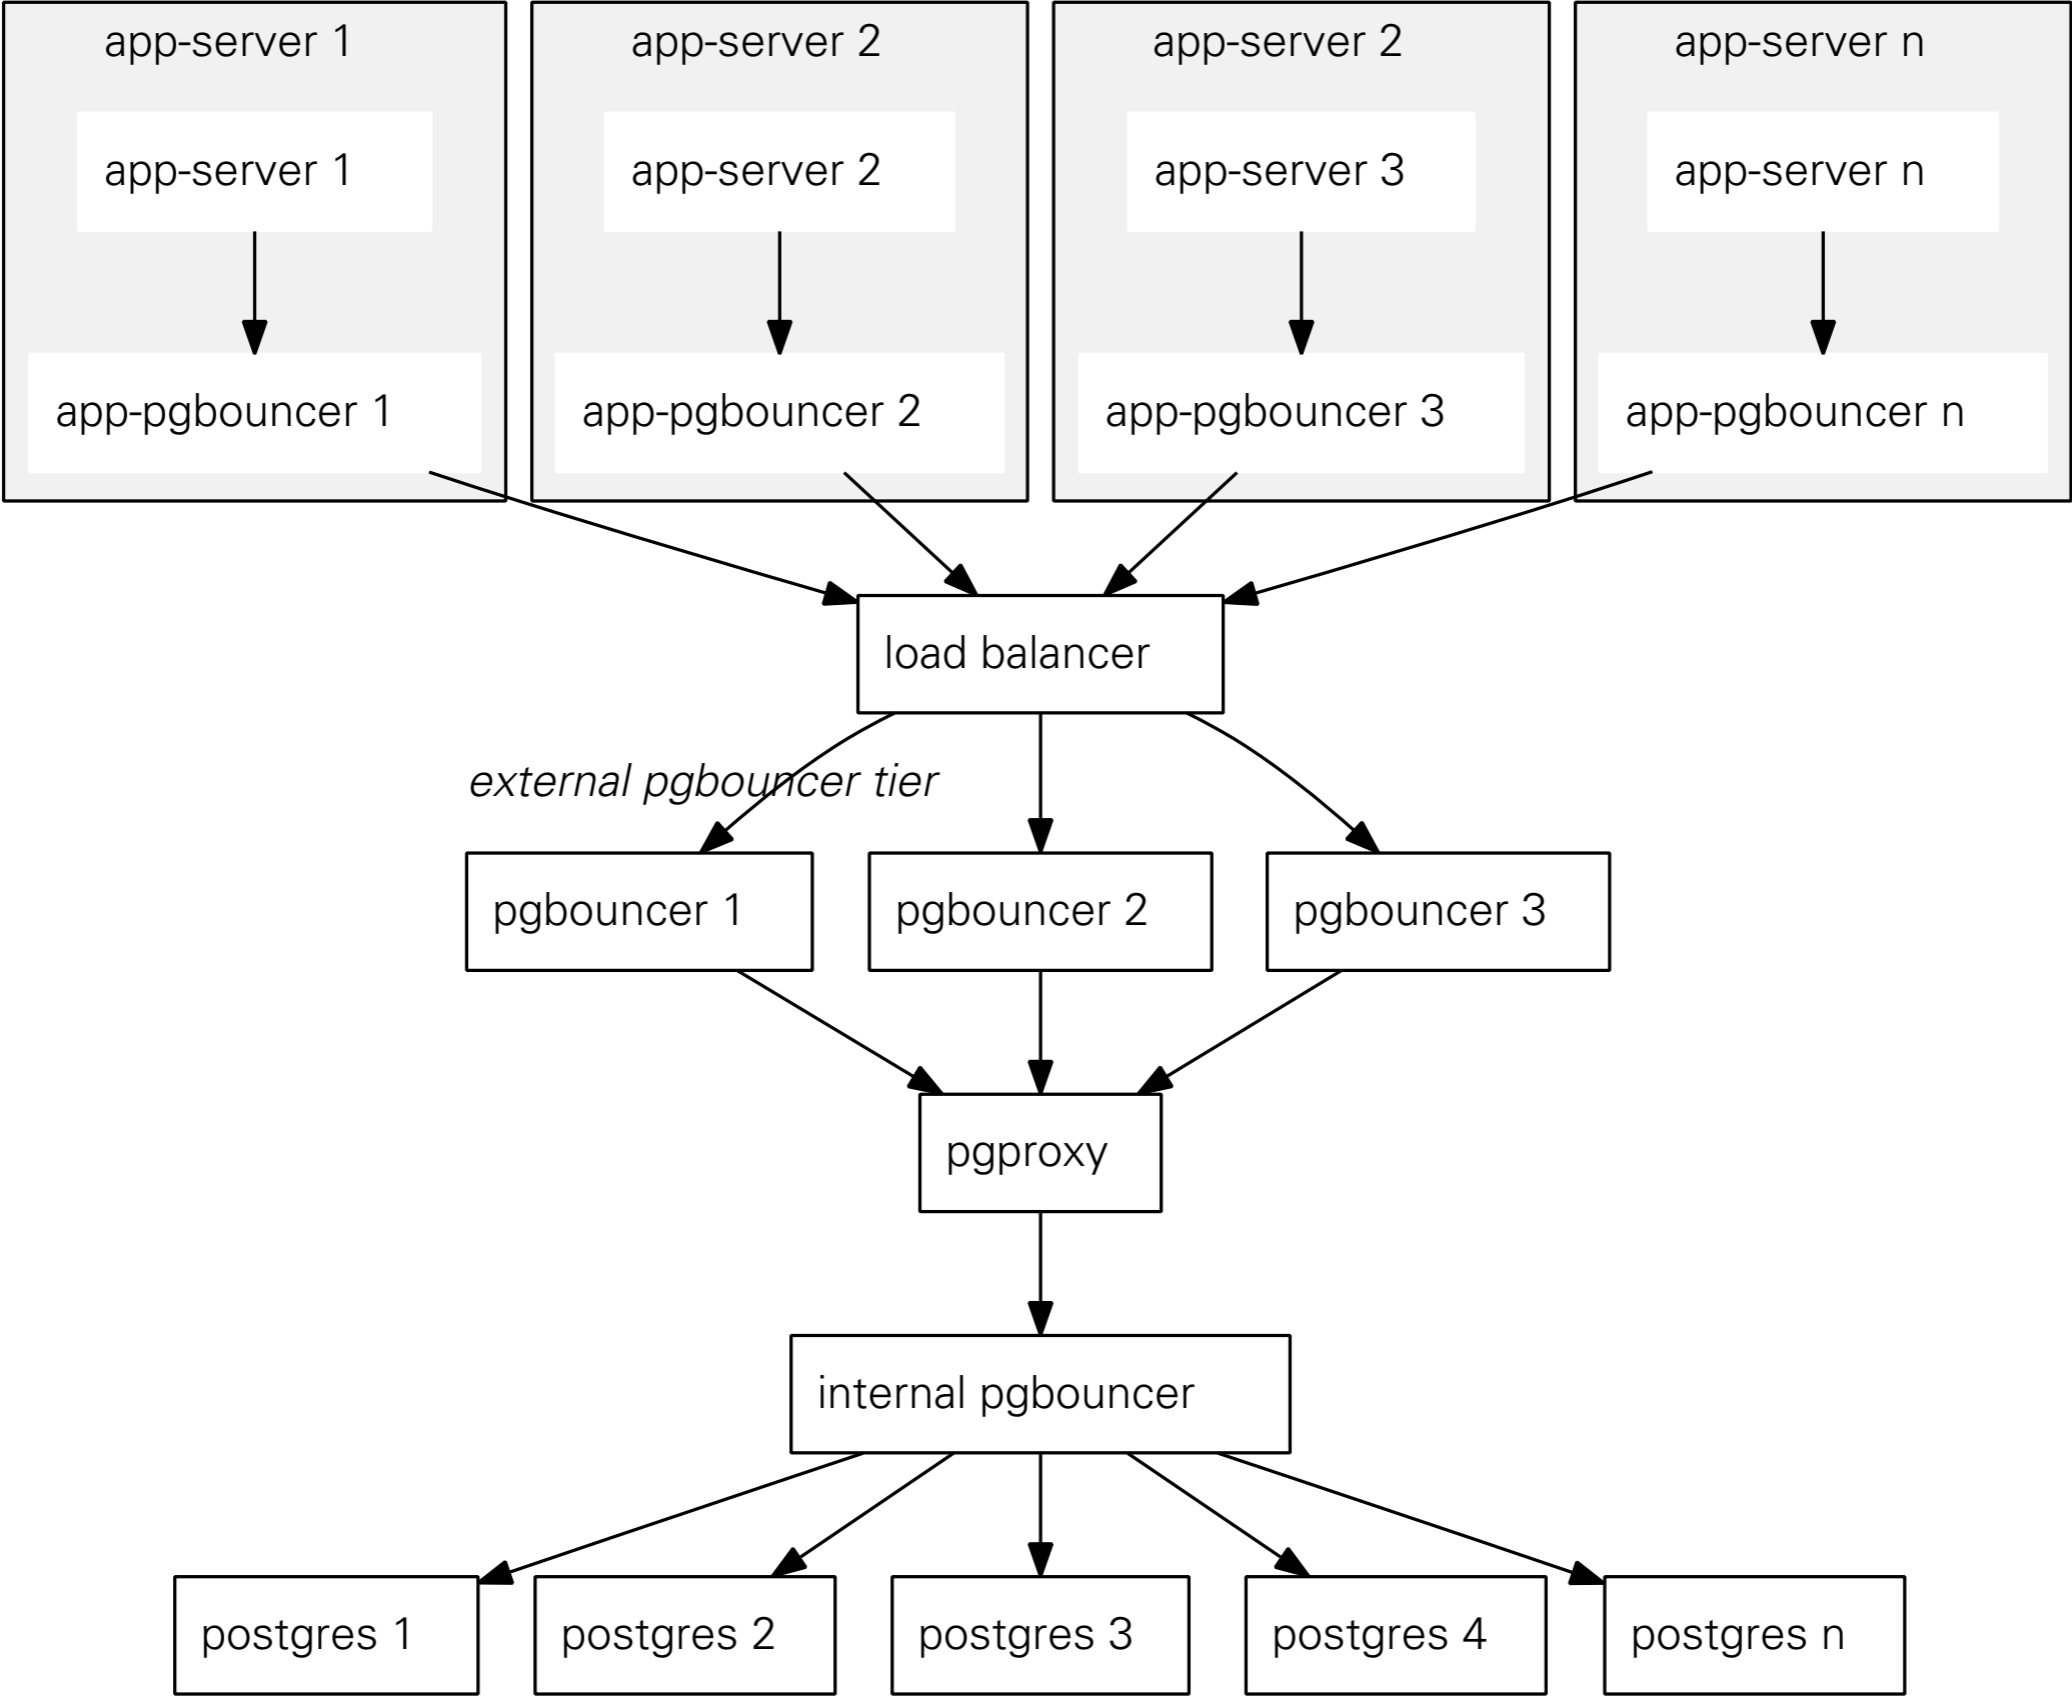 app-server 1
app-server 2
app-server 2
app-server n
app-server 1
app-server 2
app-server 3
app-server n
app-pgbouncer 1
app-pgbouncer 2
app-pgbouncer 3
app-pgbouncer n
load balancer
external pgbouncer tier
pgbouncer 1
pgbouncer 2
pgbouncer 3
pgproxy
internal pgbouncer
postgres 1
postgres 2
postgres 3
postgres 4
postgres n